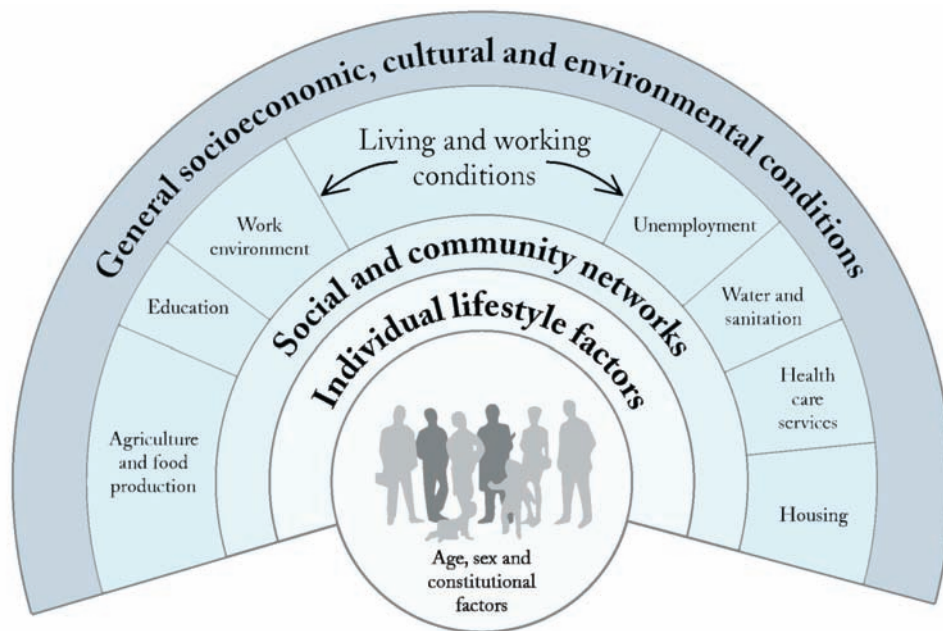 General socioeconomic, cultural and environmental conditions
Living and working
conditions
Work
environment
Unemployment
Education
Water and
sanitation
Agriculture
and food
production
Health
care
services
Housing
Social and community networks
Individual lifestyle factors
Age, sex and
constitutional
factors